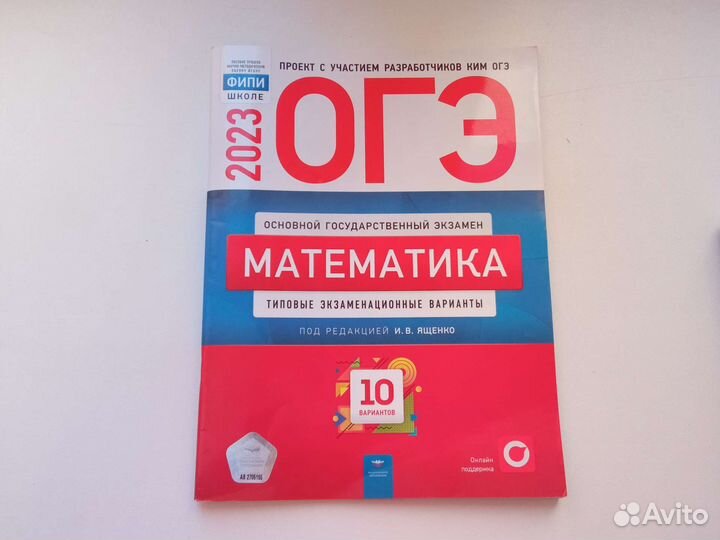 ПРОЕКТ С УЧАСТИЕМ РАЗРАБОТЧИКОВ КИМ ОГЭ
ФИПИ
ШКОЛЕ
2023
ОГЭ
ОСНОВНОЙ ГОСУДАРСТВЕННЫЙ ЭКЗАМЕН
МАТЕМАТИКА
ТИПОВЫЕ ЭКЗАМЕНАЦИОННЫЕ ВАРИАНТЫ
ПОД РЕДАКЦИЕЙ И.В. ЯЩЕНКО
10
ВАРИАНТОВ
Онлайн
поддержка
Avito